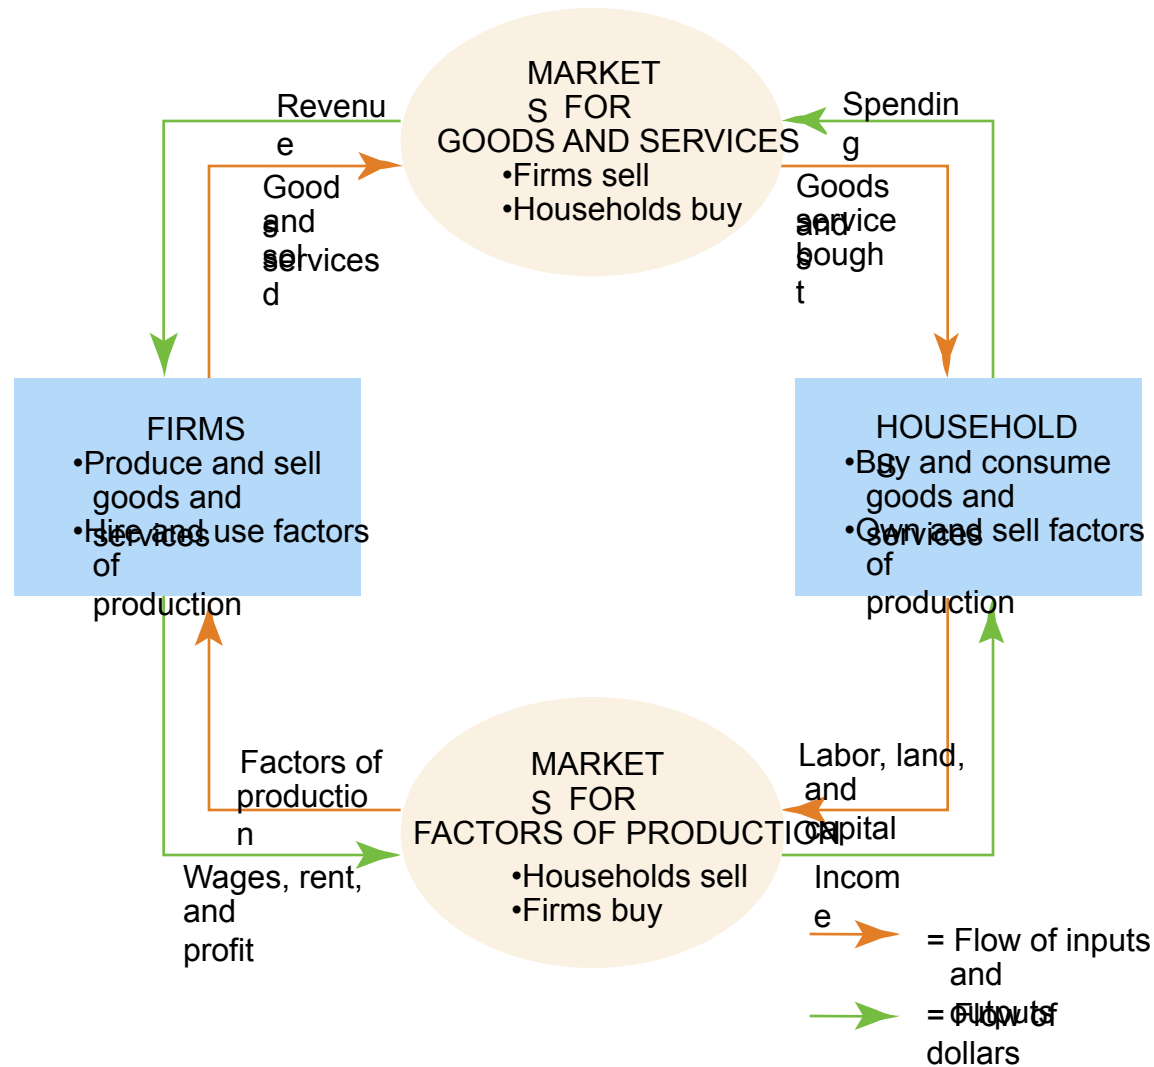 MARKET
S FOR
GOODS AND SERVICES
•Firms sell
•Households buy
Revenu
e
Good
s
and
services
sol
d
Spendin
g
Goods
and
service
s
bough
t
FIRMS
•Produce and sell
goods and
services
•Hire and use factors
of
production
HOUSEHOLD
S
•Buy and consume
goods and
services
•Own and sell factors
of
production
Factors of
productio
n
Wages, rent,
and
profit
MARKET
S FOR
FACTORS OF PRODUCTION
•Households sell
•Firms buy
Labor, land,
and
capital
Incom
e
= Flow of inputs
and
outputs
= Flow of
dollars